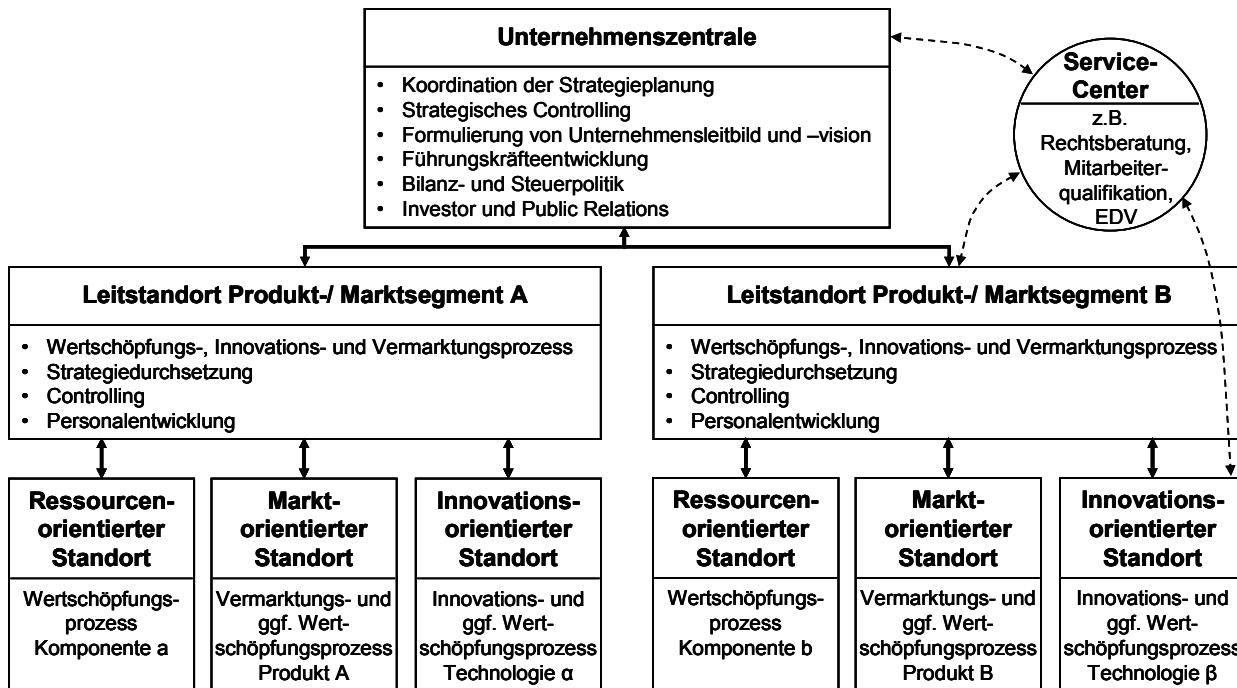 Unternehmenszentrale
• Koordination der Strategieplanung
• Strategisches Controlling
• Formulierung von Unternehmensleitbild und –vision
• Führungskräfteentwicklung
• Bilanz- und Steuerpolitik
• Investor und Public Relations
Service-
Center
z.B.
Rechtsberatung,
Mitarbeiter-
qualifikation,
EDV
Leitstandort Produkt-/ Marktsegment A
• Wertschöpfungs-, Innovations- und Vermarktungsprozess
• Strategiedurchsetzung
• Controlling
• Personalentwicklung
Leitstandort Produkt-/ Marktsegment B
• Wertschöpfungs-, Innovations- und Vermarktungsprozess
• Strategiedurchsetzung
• Controlling
• Personalentwicklung
Ressourcen-
orientierter
Standort
Wertschöpfungs-
prozess
Komponente a
Markt-
orientierter
Standort
Vermarktungs- und
ggf. Wert-
schöpfungsprozess
Produkt A
Innovations-
orientierter
Standort
Innovations- und
ggf. Wert-
schöpfungsprozess
Technologie α
Ressourcen-
orientierter
Standort
Wertschöpfungs-
prozess
Komponente b
Markt-
orientierter
Standort
Vermarktungs- und
ggf. Wert-
schöpfungsprozess
Produkt B
Innovations-
orientierter
Standort
Innovations- und
ggf. Wert-
schöpfungsprozess
Technologie β